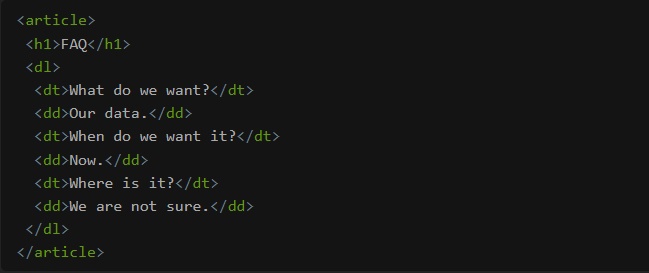 <article>
<h1>FAQ</h1>
<dl>
<dt>What do we want?</dt>
<dd>Our data.</dd>
<dt>When do we want it?</dt>
<dd>Now.</dd>
<dt>Where is it?</dt>
<dd>We are not sure.</dd>
</dl>
</article>